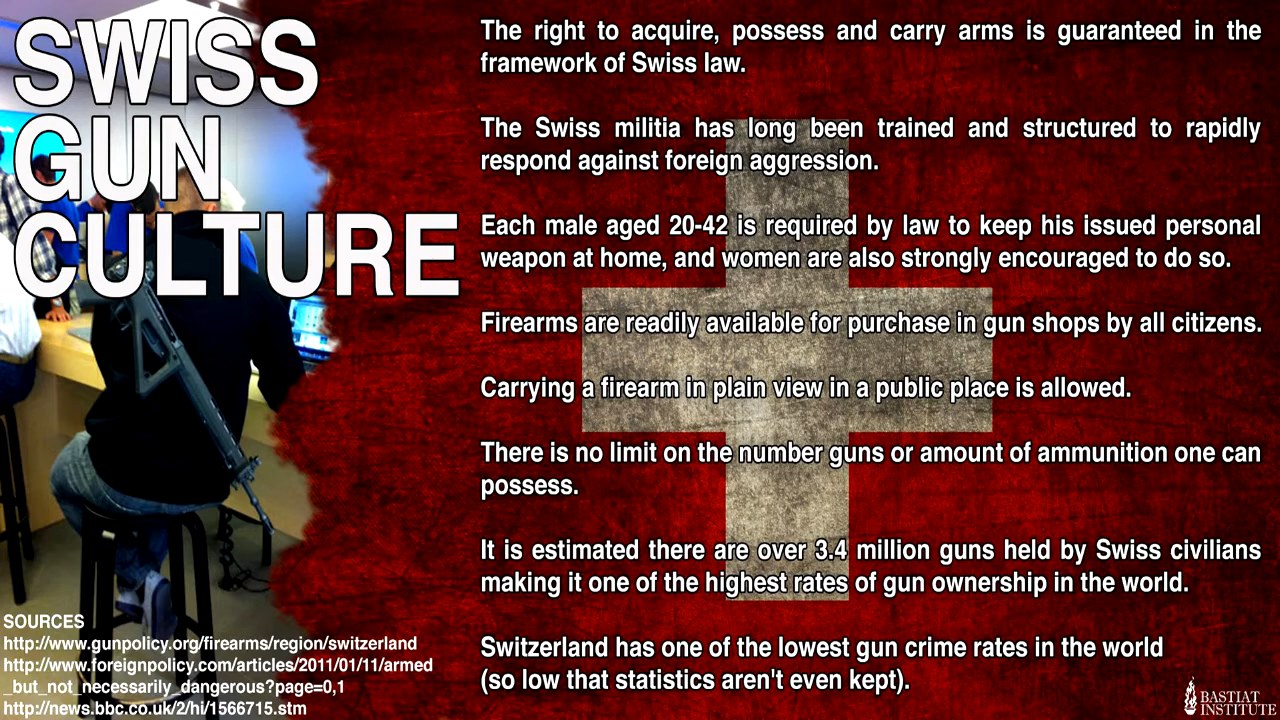 SWISS
GUN
CULTURE
The right to acquire, possess and carry arms is guaranteed in the
framework of Swiss law.
The Swiss militia has long been trained and structured to rapidly
respond against foreign aggression.
Each male aged 20-42 is required by law to keep his issued personal
weapon at home, and women are also strongly encouraged to do so.
Firearms are readily available for purchase in gun shops by all citizens.
Carrying a firearm in plain view in a public place is allowed.
There is no limit on the number guns or amount of ammunition one can
possess.
It is estimated there are over 3.4 million guns held by Swiss civilians
making it one of the highest rates of gun ownership in the world.
Switzerland has one of the lowest gun crime rates in the world
(so low that statistics aren't even kept).
SOURCES
http://www.gunpolicy.org/firearms/region/switzerland
http://www.foreignpolicy.com/articles/2011/01/11/armed
_but_not_necessarily_dangerous?page=0,1
http://news.bbc.co.uk/2/hi/1566715.stm
BASTIAT
INSTITUTE